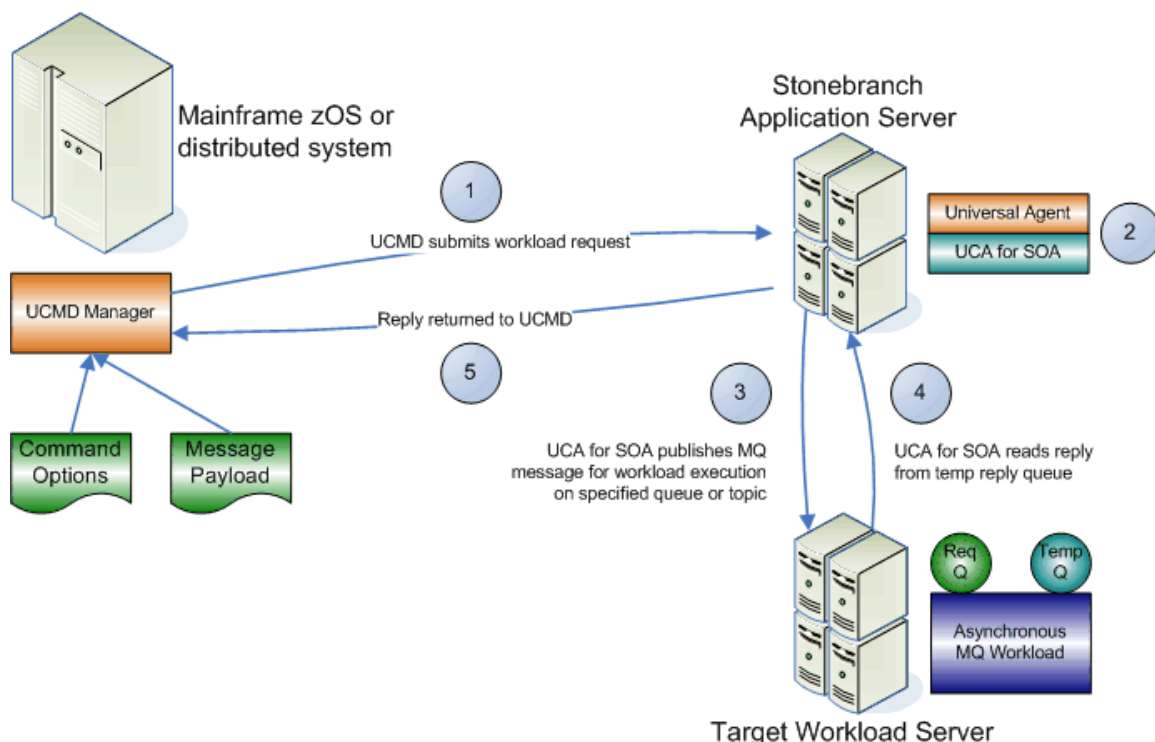 Stonebranch
Application Server
Mainframe zOS or
distributed system
1
UCMD submits workload request
Universal Agent
UCA for SOA
2
UCMD Manager
Reply returned to UCMD
5
3
4
Command
Options
Message
Payload
UCA for SOA publishes MQ
message for workload execution
on specified queue or topic
UCA for SOA reads reply
from temp reply queue
Req
Q
Temp
Q
Asynchronous
MQ Workload
Target Workload Server